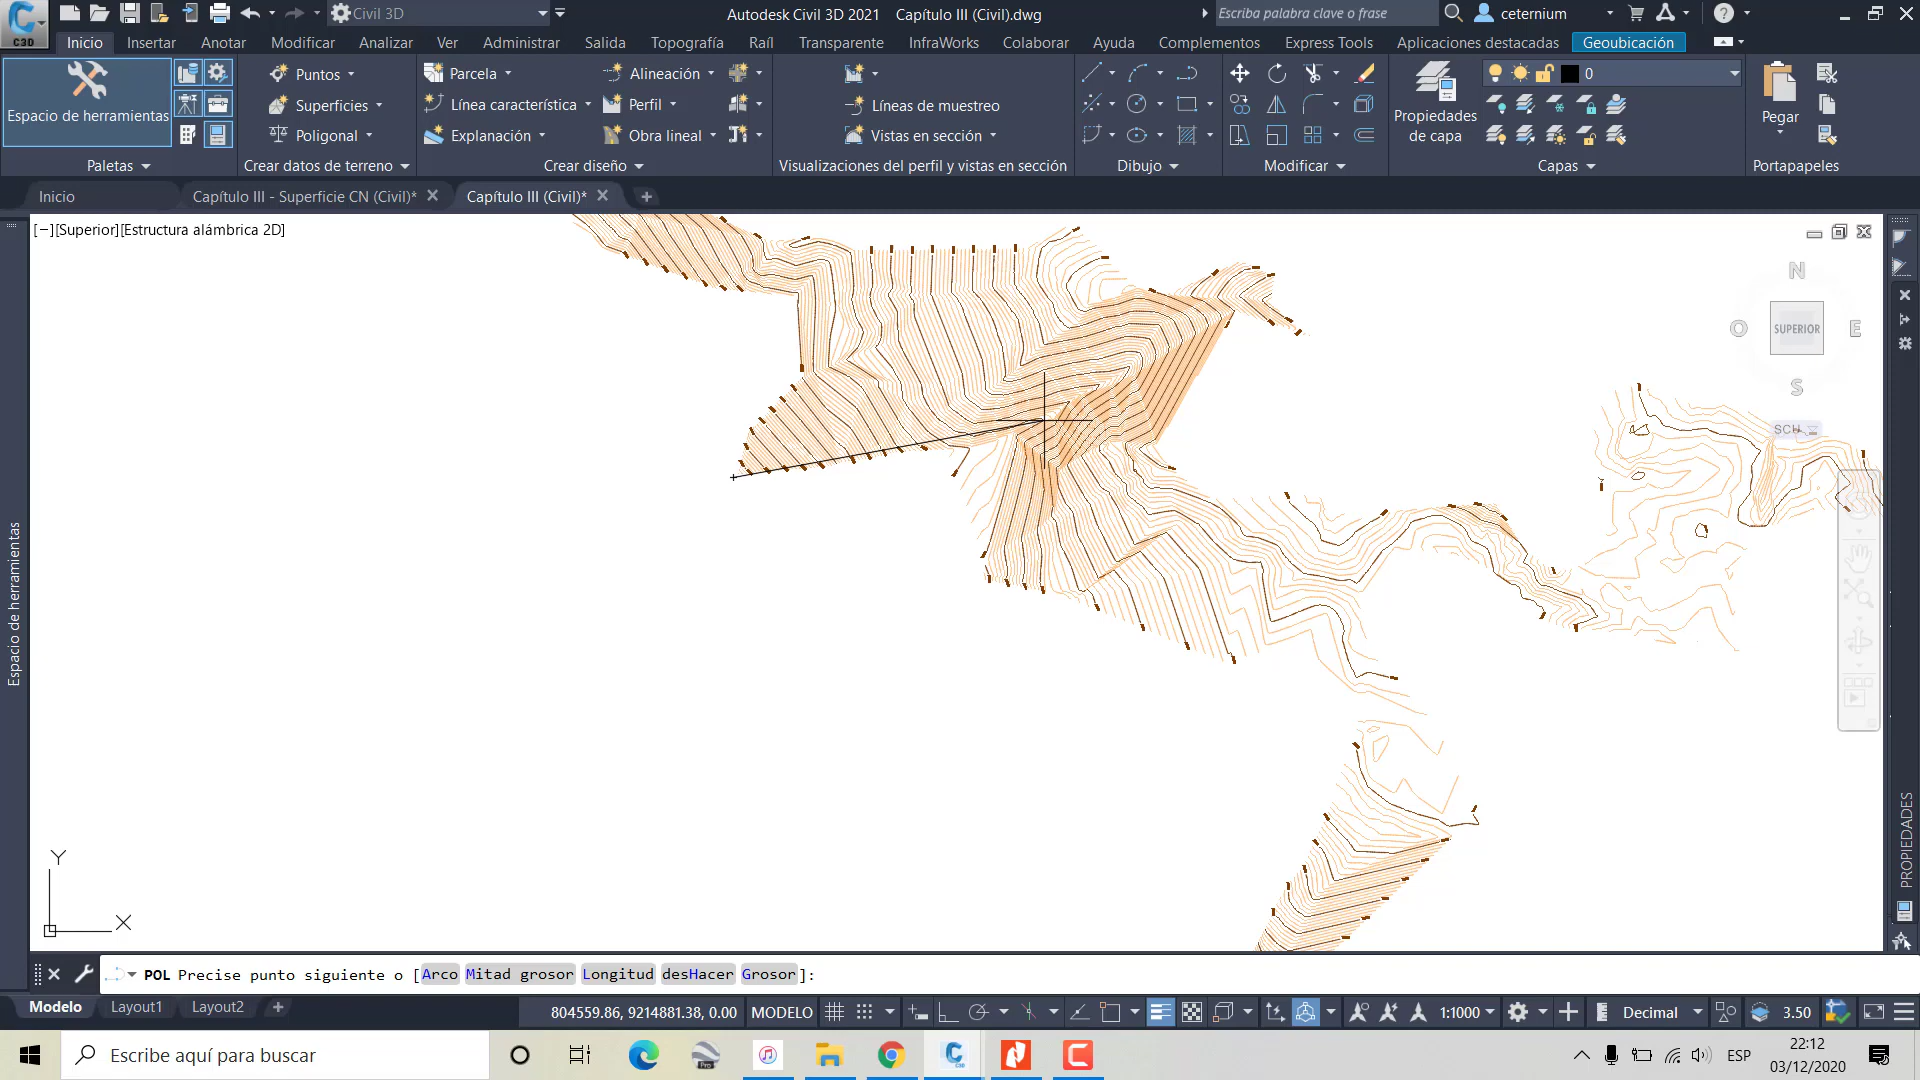 C3D
Civil 3D
Autodesk Civil 3D 2021 Capítulo III (Civil).dwg
Escriba palabra clave o frase
ceternium
Inicio Insertar Anotar Modificar Analizar Ver Administrar Salida Topografía Raíl Transparente InfraWorks Colaborar Ayuda Complementos Express Tools Aplicaciones destacadas Geoubicación
Espacio de herramientas
Paletas
Puntos
Superficies
Poligonal
Crear datos de terreno
Parcela
Línea característica
Explanación
Alineación
Perfil
Obra lineal
Crear diseño
Líneas de muestreo
Vistas en sección
Visualizaciones del perfil y vistas en sección
Dibujo
Modificar
Propiedades
de capa
0
Capas
Pegar
Portapapeles
Inicio
Capítulo III - Superficie CN (Civil)*
Capítulo III (Civil)*
[−][Superior][Estructura alámbrica 2D]
N
O
SUPERIOR
E
S
SCU
Espacio de herramientas
PROPIEDADES
Y
X
POL Precise punto siguiente o [Arco Mitad grosor Longitud desHacer Grosor]:
Modelo Layout1 Layout2
804559.86, 9214881.38, 0.00 MODELO
1:1000
Decimal
3.50
Escribe aquí para buscar
Pro
C3D
ESP
22:12
03/12/2020